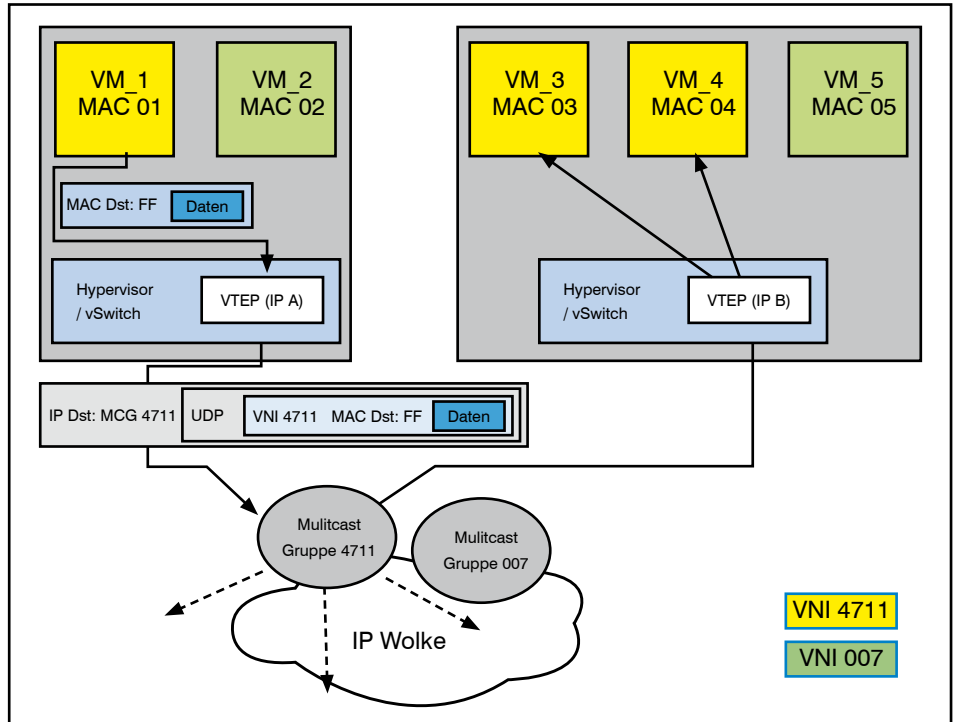 VM_1
MAC 01
VM_2
MAC 02
VM_3
MAC 03
VM_4
MAC 04
VM_5
MAC 05
MAC Dst: FF
Daten
Hypervisor
/ vSwitch
VTEP (IP A)
Hypervisor
/ vSwitch
VTEP (IP B)
IP Dst: MCG 4711
UDP
VNI 4711
MAC Dst: FF
Daten
Mulitcast
Gruppe 4711
Mulitcast
Gruppe 007
IP Wolke
VNI 4711
VNI 007